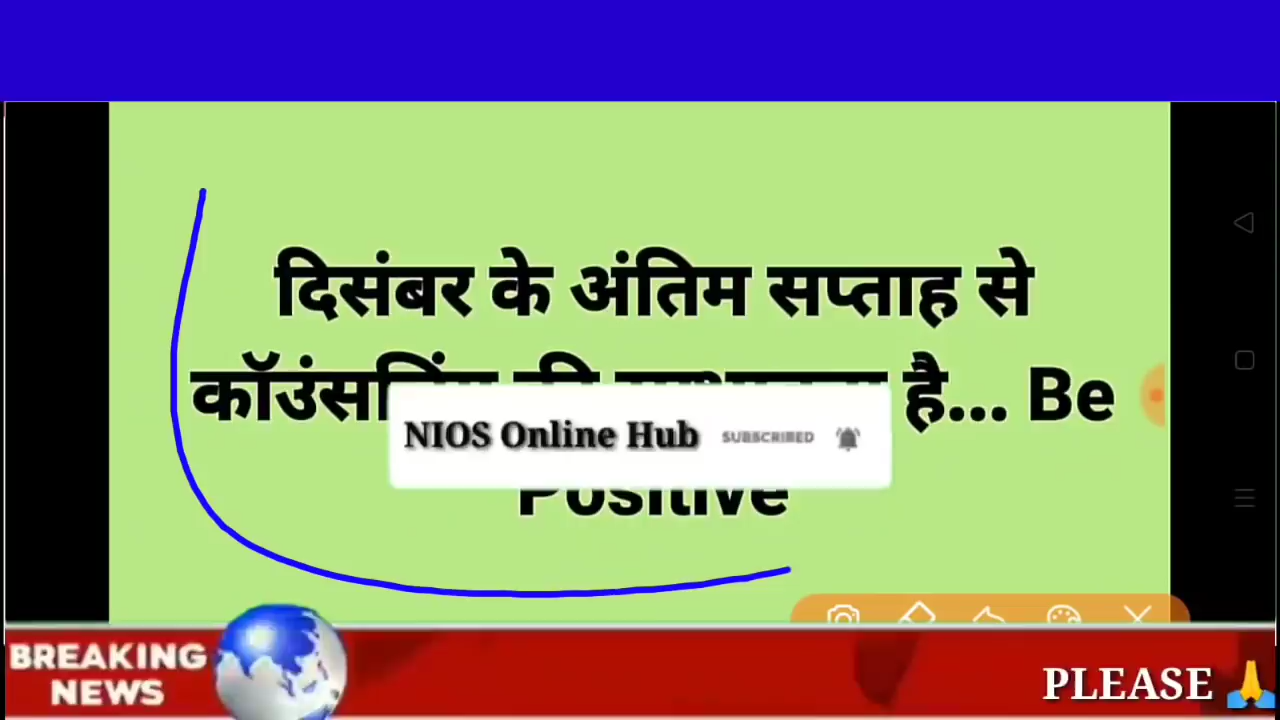 दिसंबर के अंतिम सप्ताह से
है... Be
NIOS Online Hub SUBSCRIBED
Positive
BREAKING
NEWS
PLEASE 🙏